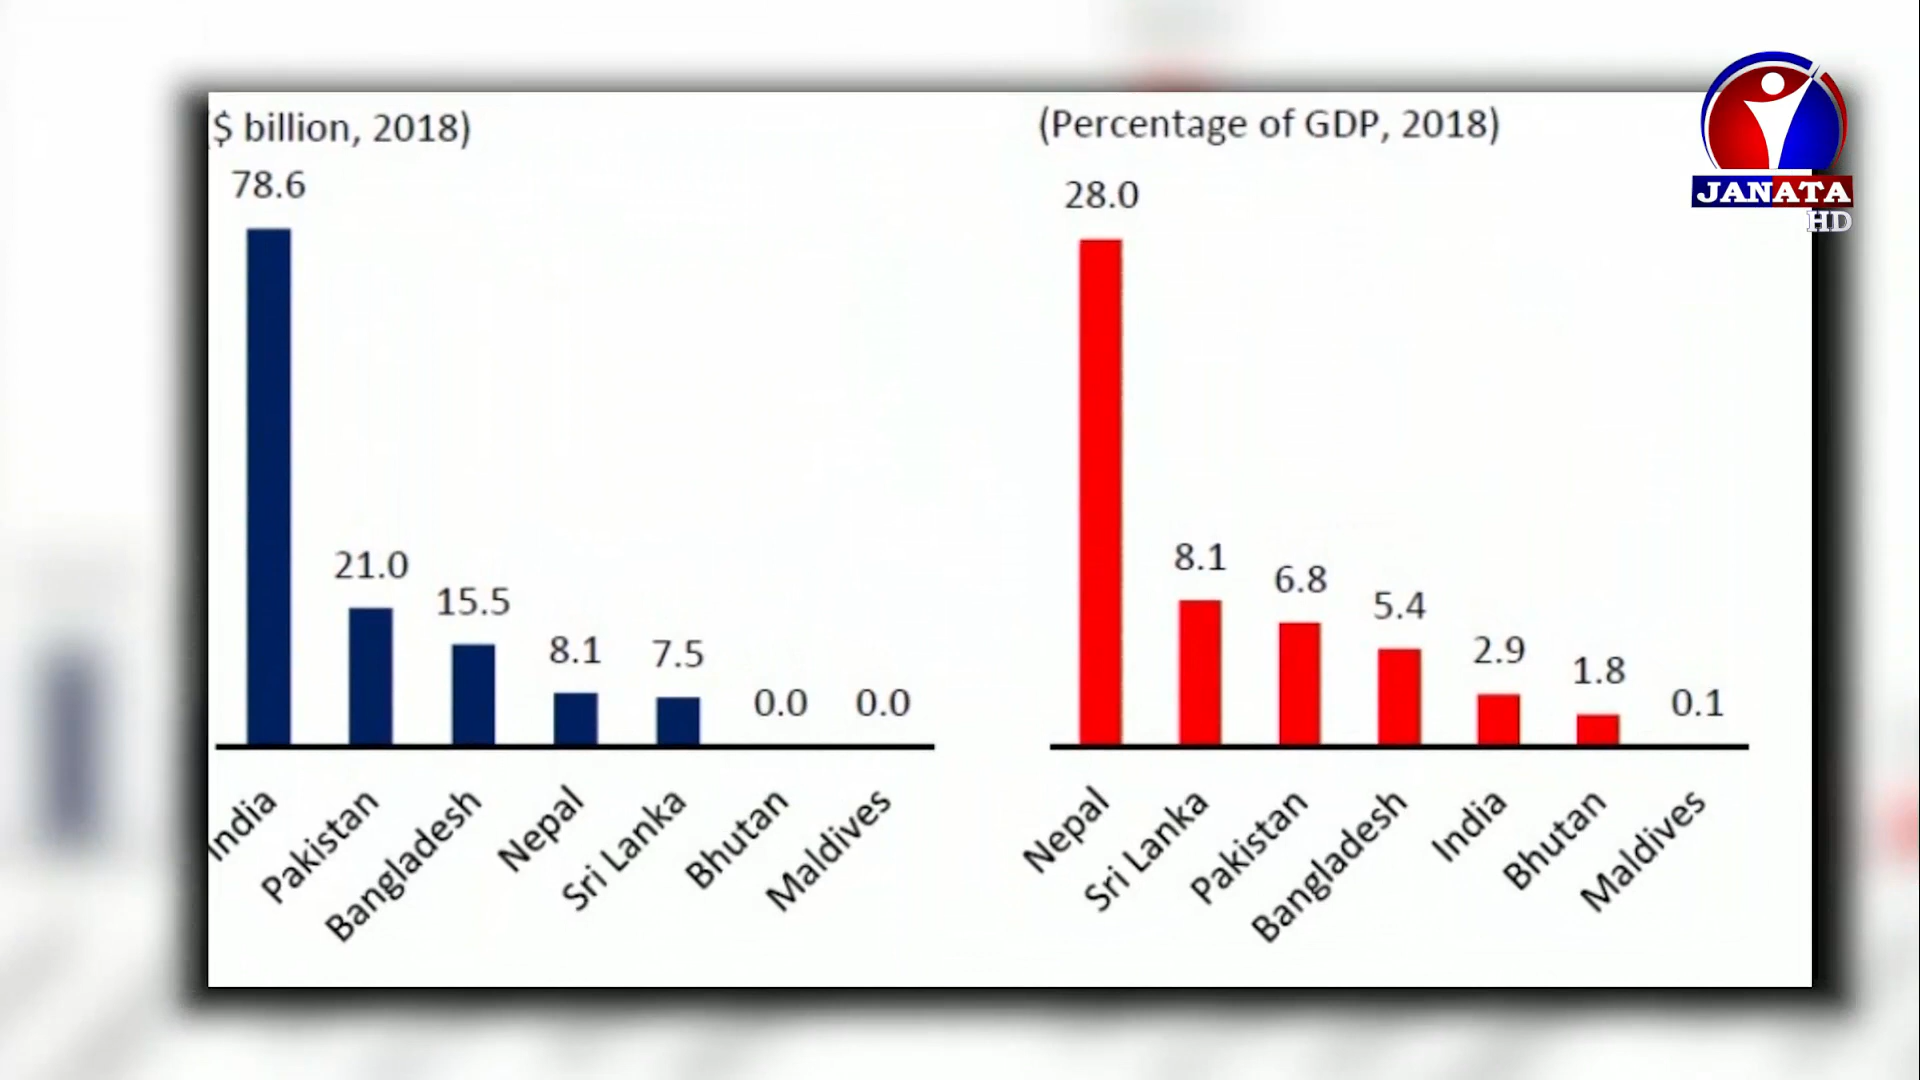 ($ billion, 2018)
78.6
21.0
15.5
8.1
7.5
0.0
0.0
India
Pakistan
Bangladesh
Nepal
Sri Lanka
Bhutan
Maldives
(Percentage of GDP, 2018)
28.0
8.1
6.8
5.4
2.9
1.8
0.1
Nepal
Sri Lanka
Pakistan
Bangladesh
India
Bhutan
Maldives
JANATA
HD